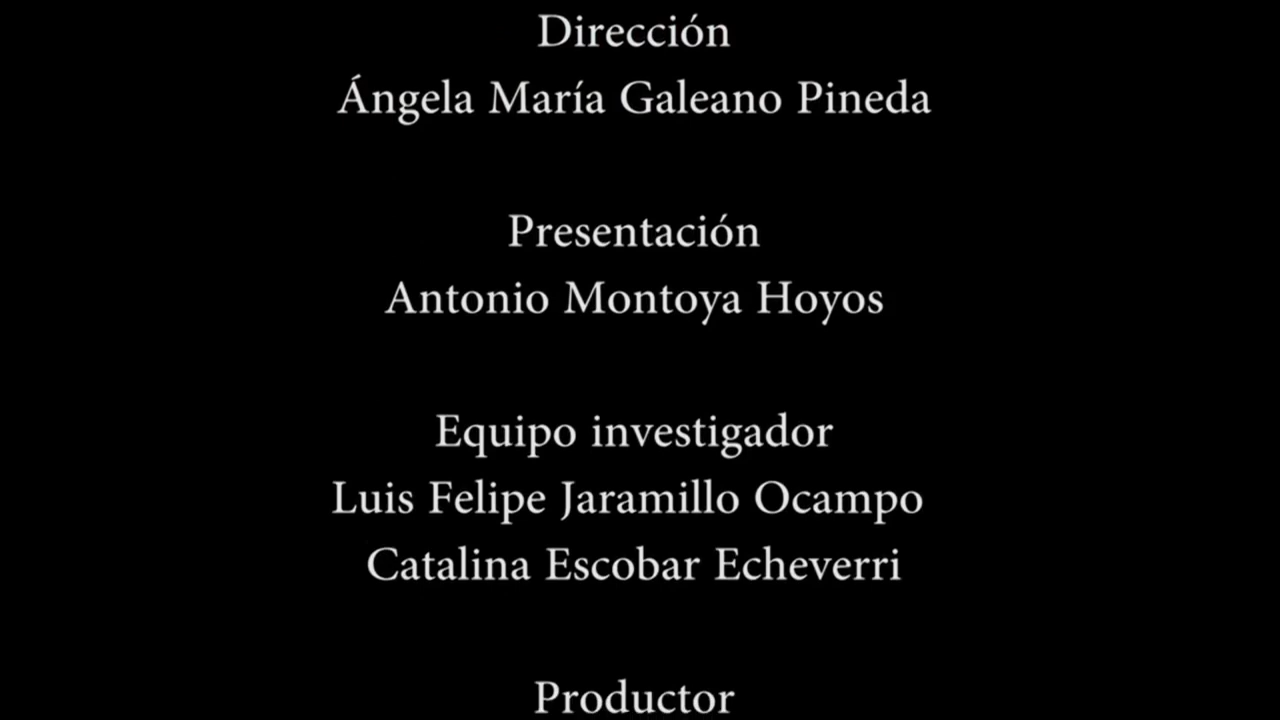 Dirección
Ángela María Galeano Pineda
Presentación
Antonio Montoya Hoyos
Equipo investigador
Luis Felipe Jaramillo Ocampo
Catalina Escobar Echeverri
Productor